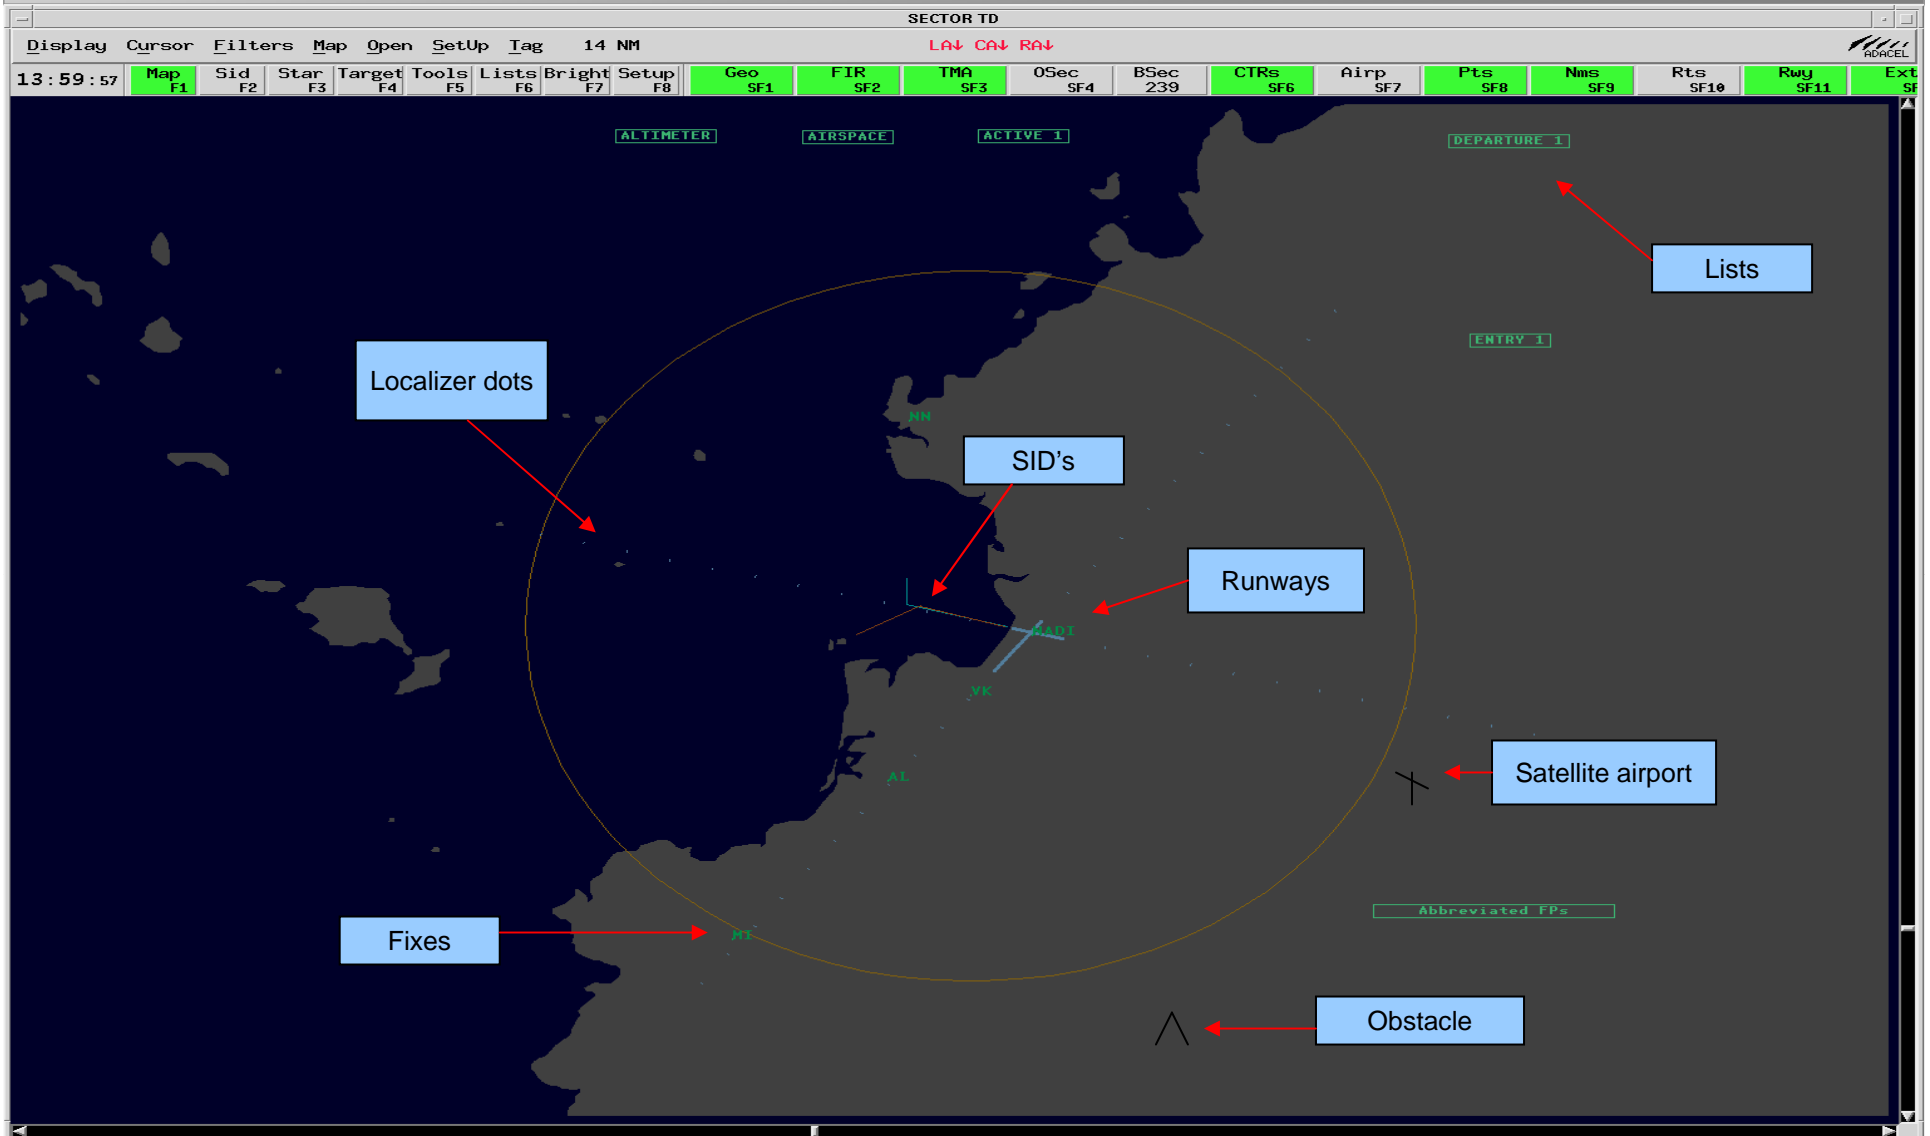 SECTOR TD
Display Cursor Filters Map Open SetUp Tag 14 NM LA↓ CA↓ RA↓
ADACEL
13:59:57 Map Sid Star Target Tools Lists Bright Setup Geo FIR TMA OSec BSec CTRs Airp Pts Nms Rts Rwy Ext
F1 F2 F3 F4 F5 F6 F7 F8 SF1 SF2 SF3 SF4 239 SF6 SF7 SF8 SF9 SF10 SF11 SF
ALTIMETER AIRSPACE ACTIVE 1 DEPARTURE 1
Lists
ENTRY 1
Localizer dots
NN
SID's
Runways
NADI
VK
Satellite airport
AL
Abbreviated FPs
Fixes
MI
Obstacle